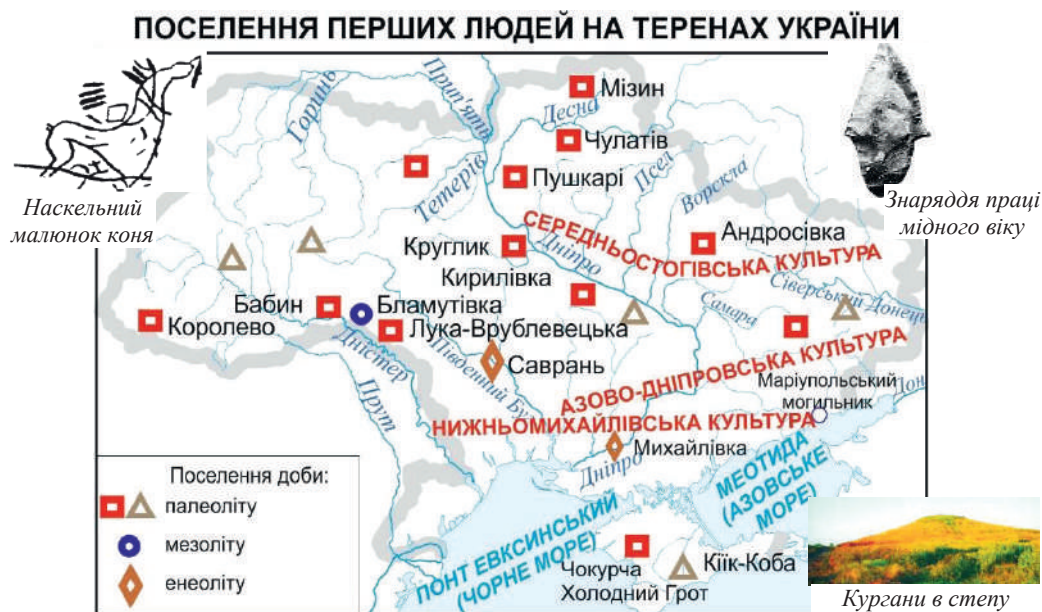 ПОСЕЛЕННЯ ПЕРШИХ ЛЮДЕЙ НА ТЕРЕНАХ УКРАЇНИ
Наскельний
малюнок коня
Знаряддя праці
мідного віку
Горинь
Прип'ять
Мізин
Десна
Чулатів
Тетерів
Пушкарі
Псел
Ворскла
СЕРЕДНЬОСТОГІВСЬКА КУЛЬТУРА
Андросівка
Круглик
Дніпро
Кирилівка
Сіверський Донець
Самара
Бабин
Бламутівка
Королево
Лука-Врублевецька
Дністер
Південний Буг
Саврань
Прут
АЗОВО-ДНІПРОВСЬКА КУЛЬТУРА
Маріупольський
могильник
Дон
НИЖНЬОМИХАЙЛІВСЬКА КУЛЬТУРА
Михайлівка
Дніпро
МЕОТИДА
(АЗОВСЬКЕ
МОРЕ)
ПОНТ ЕВКСИНСЬКИЙ
(ЧОРНЕ МОРЕ)
Чокурча
Холодний Грот
Кіїк-Коба
Поселення доби:
палеоліту
мезоліту
енеоліту
Кургани в степу